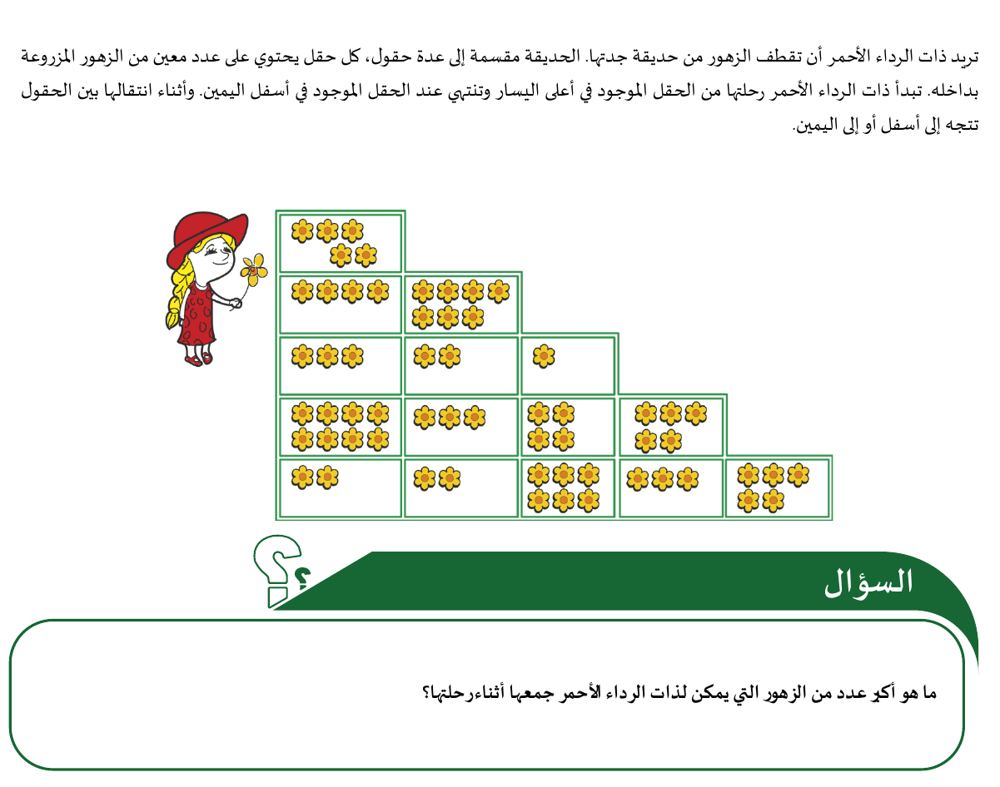 تريد ذات الرداء الأحمر أن تقطف الزهور من حديقة جدتها. الحديقة مقسمة إلى عدة حقول، كل حقل يحتوي على عدد معين من الزهور المزروعة
بداخله. تبدأ ذات الرداء الأحمر رحلتها من الحقل الموجود في أعلى اليسار وتنتهي عند الحقل الموجود في أسفل اليمين. وأثناء انتقالها بين الحقول
تتجه إلى أسفل أو إلى اليمين.
السؤال
ما هو أكبر عدد من الزهور التي يمكن لذات الرداء الأحمر جمعها أثناء رحلتها؟